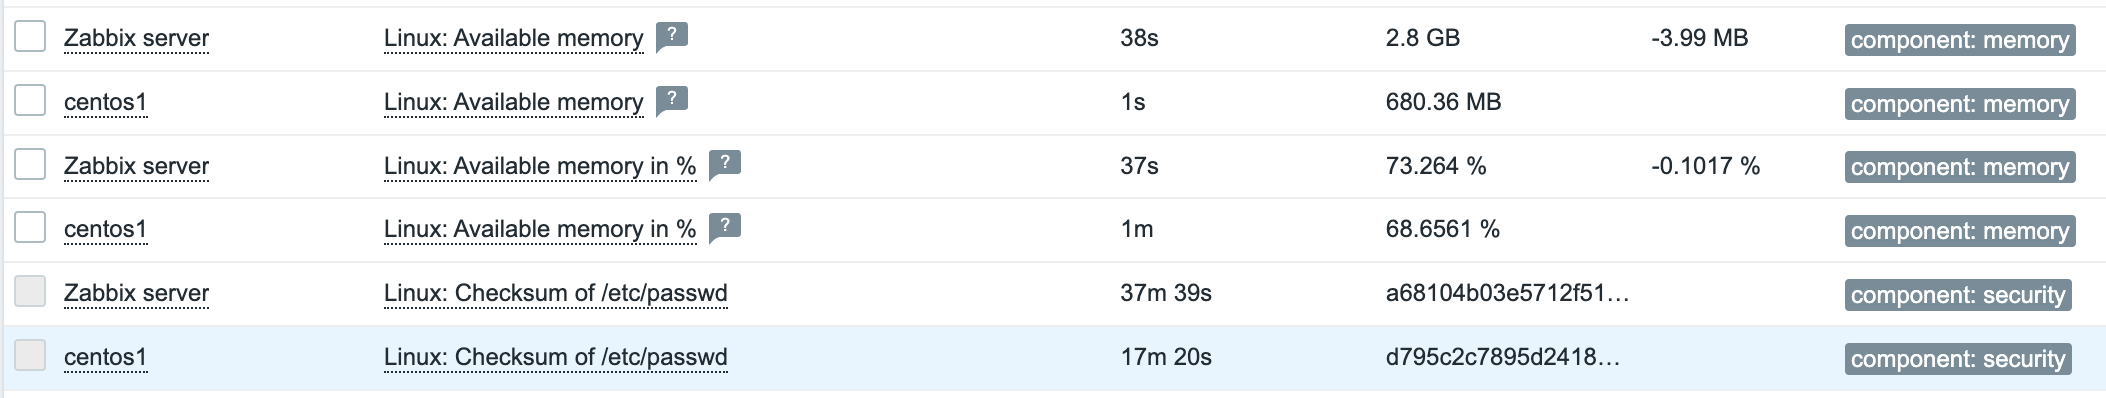 Zabbix server Linux: Available memory ? 38s 2.8 GB -3.99 MB component: memory
centos1 Linux: Available memory ? 1s 680.36 MB component: memory
Zabbix server Linux: Available memory in % ? 37s 73.264 % -0.1017 % component: memory
centos1 Linux: Available memory in % ? 1m 68.6561 % component: memory
Zabbix server Linux: Checksum of /etc/passwd 37m 39s a68104b03e5712f51... component: security
centos1 Linux: Checksum of /etc/passwd 17m 20s d795c2c7895d2418... component: security